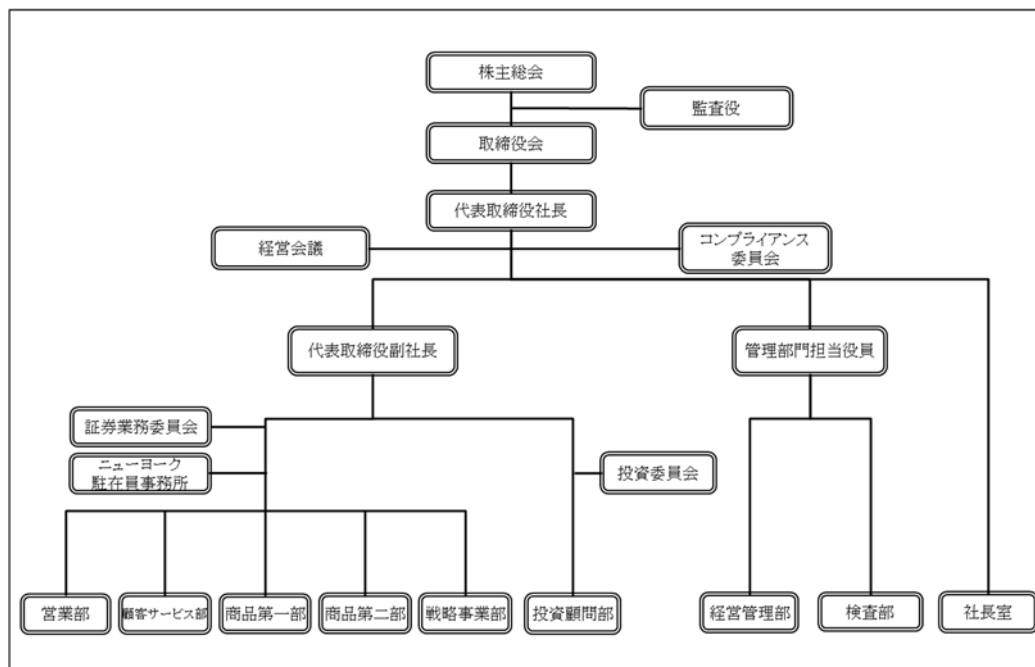 株主総会
監査役
取締役会
代表取締役社長
経営会議
コンプライアンス
委員会
代表取締役副社長
管理部門担当役員
証券業務委員会
ニューヨーク
駐在員事務所
投資委員会
営業部
顧客サービス部
商品第一部
商品第二部
戦略事業部
投資顧問部
経営管理部
検査部
社長室